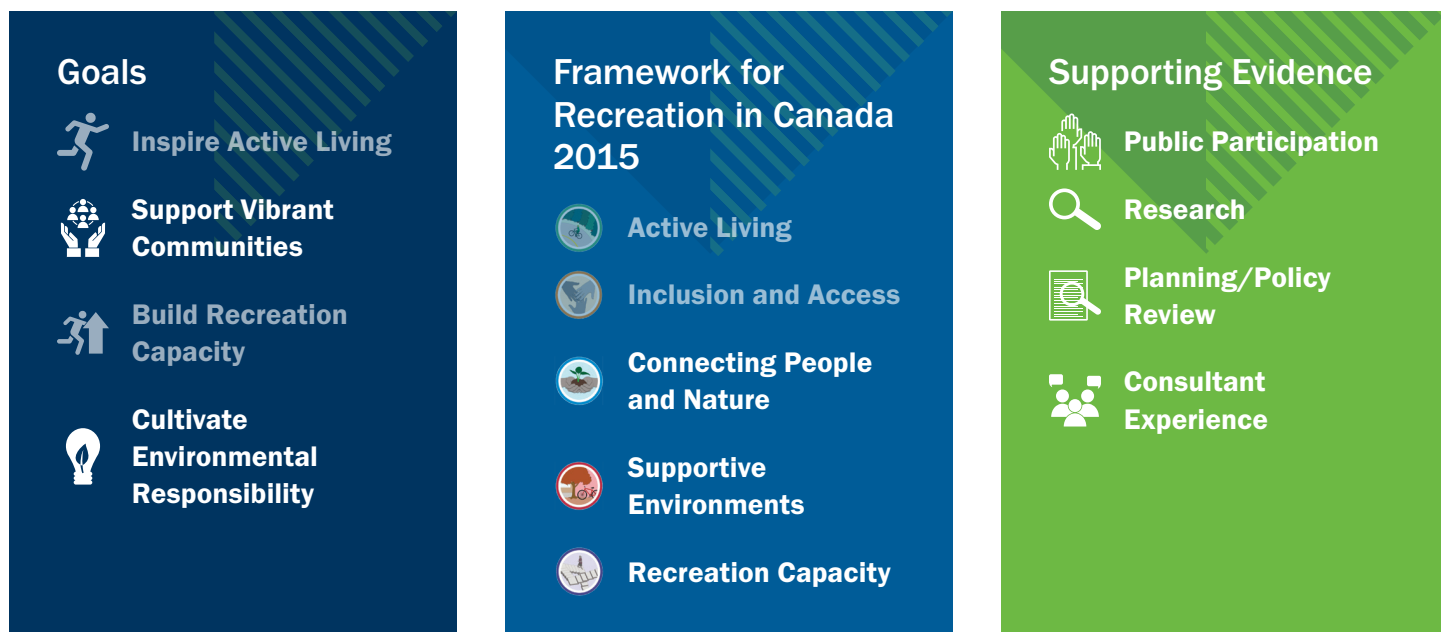 Goals
Inspire Active Living
Support Vibrant
Communities
Build Recreation
Capacity
Cultivate
Environmental
Responsibility
Framework for
Recreation in Canada
2015
Active Living
Inclusion and Access
Connecting People
and Nature
Supportive
Environments
Recreation Capacity
Supporting Evidence
Public Participation
Research
Planning/Policy
Review
Consultant
Experience